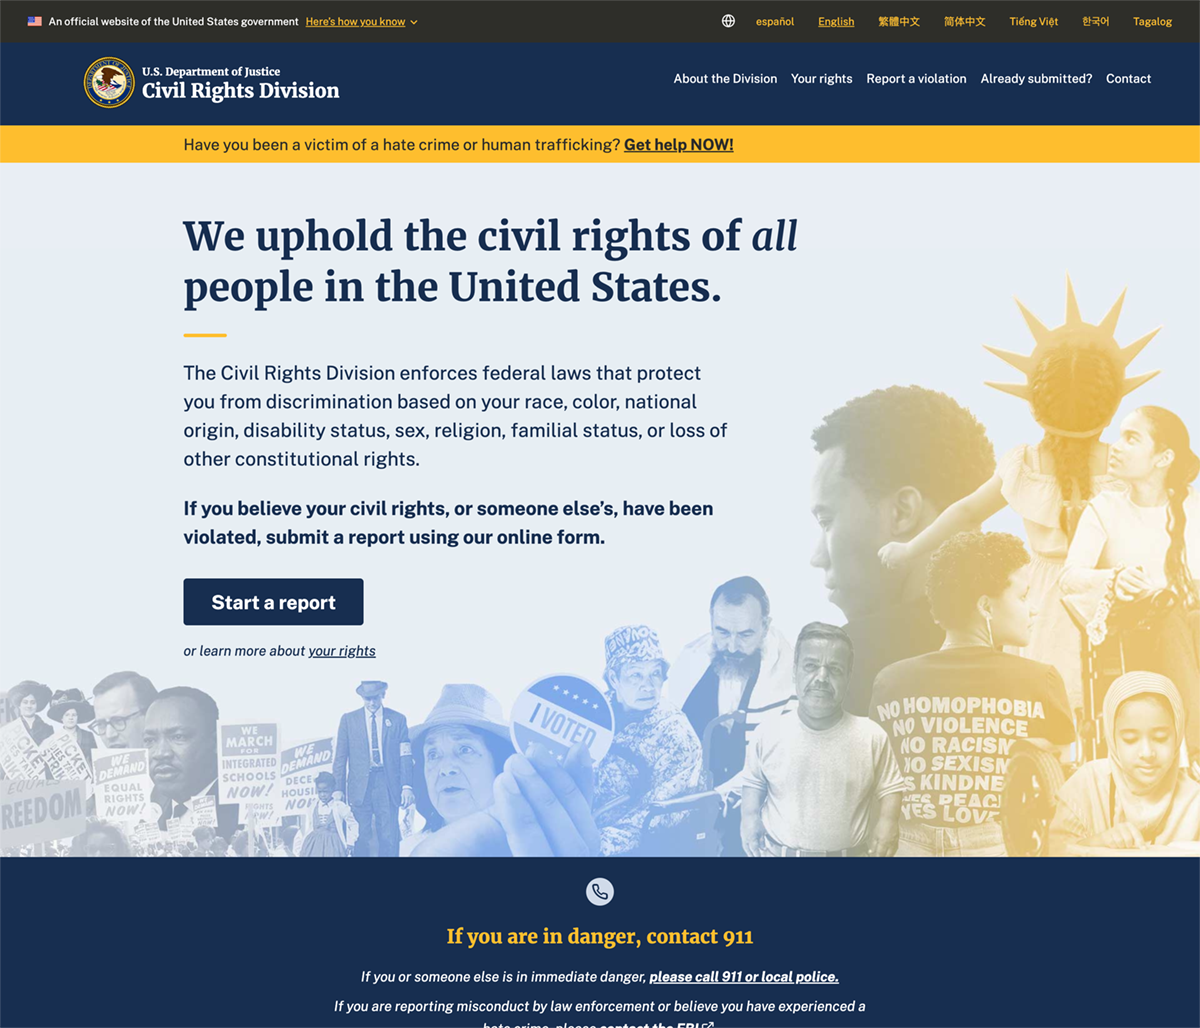 An official website of the United States government Here's how you know
español English 繁體中文 简体中文 Tiếng Việt 한국어 Tagalog
U.S. Department of Justice
Civil Rights Division
About the Division Your rights Report a violation Already submitted? Contact
Have you been a victim of a hate crime or human trafficking? Get help NOW!
We uphold the civil rights of all
people in the United States.
The Civil Rights Division enforces federal laws that protect
you from discrimination based on your race, color, national
origin, disability status, sex, religion, familial status, or loss of
other constitutional rights.
If you believe your civil rights, or someone else’s, have been
violated, submit a report using our online form.
Start a report
or learn more about your rights
WE
DEMAND
EQUAL
RIGHTS
NOW!
WE
MARCH
FOR
INTEGRATED
SCHOOLS
NOW!
RIGHTS
NOW!
WE
DEMAND
I VOTED
NO HOMOPHOBIA
NO VIOLENCE
NO RACISM
NO SEXISM
YES LOVE
If you are in danger, contact 911
If you or someone else is in immediate danger, please call 911 or local police.
If you are reporting misconduct by law enforcement or believe you have experienced a
hate crime, please contact the FBI